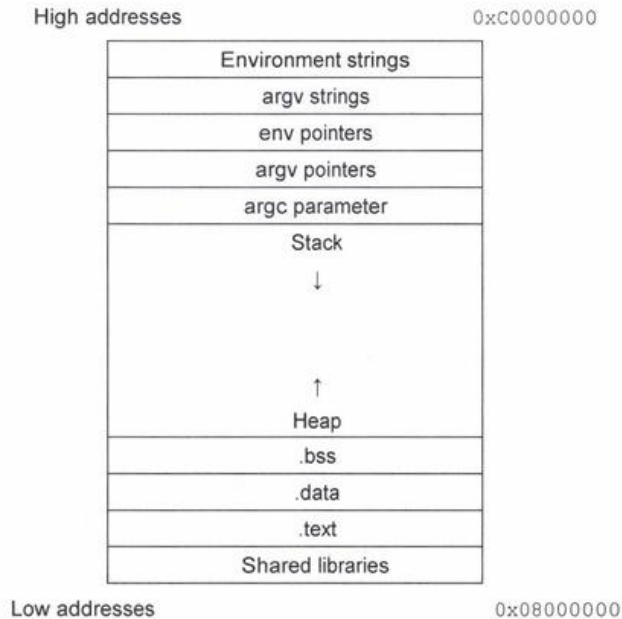 High addresses 0xC0000000
Environment strings
argv strings
env pointers
argv pointers
argc parameter
Stack
↓
↑
Heap
.bss
.data
.text
Shared libraries
Low addresses 0x08000000